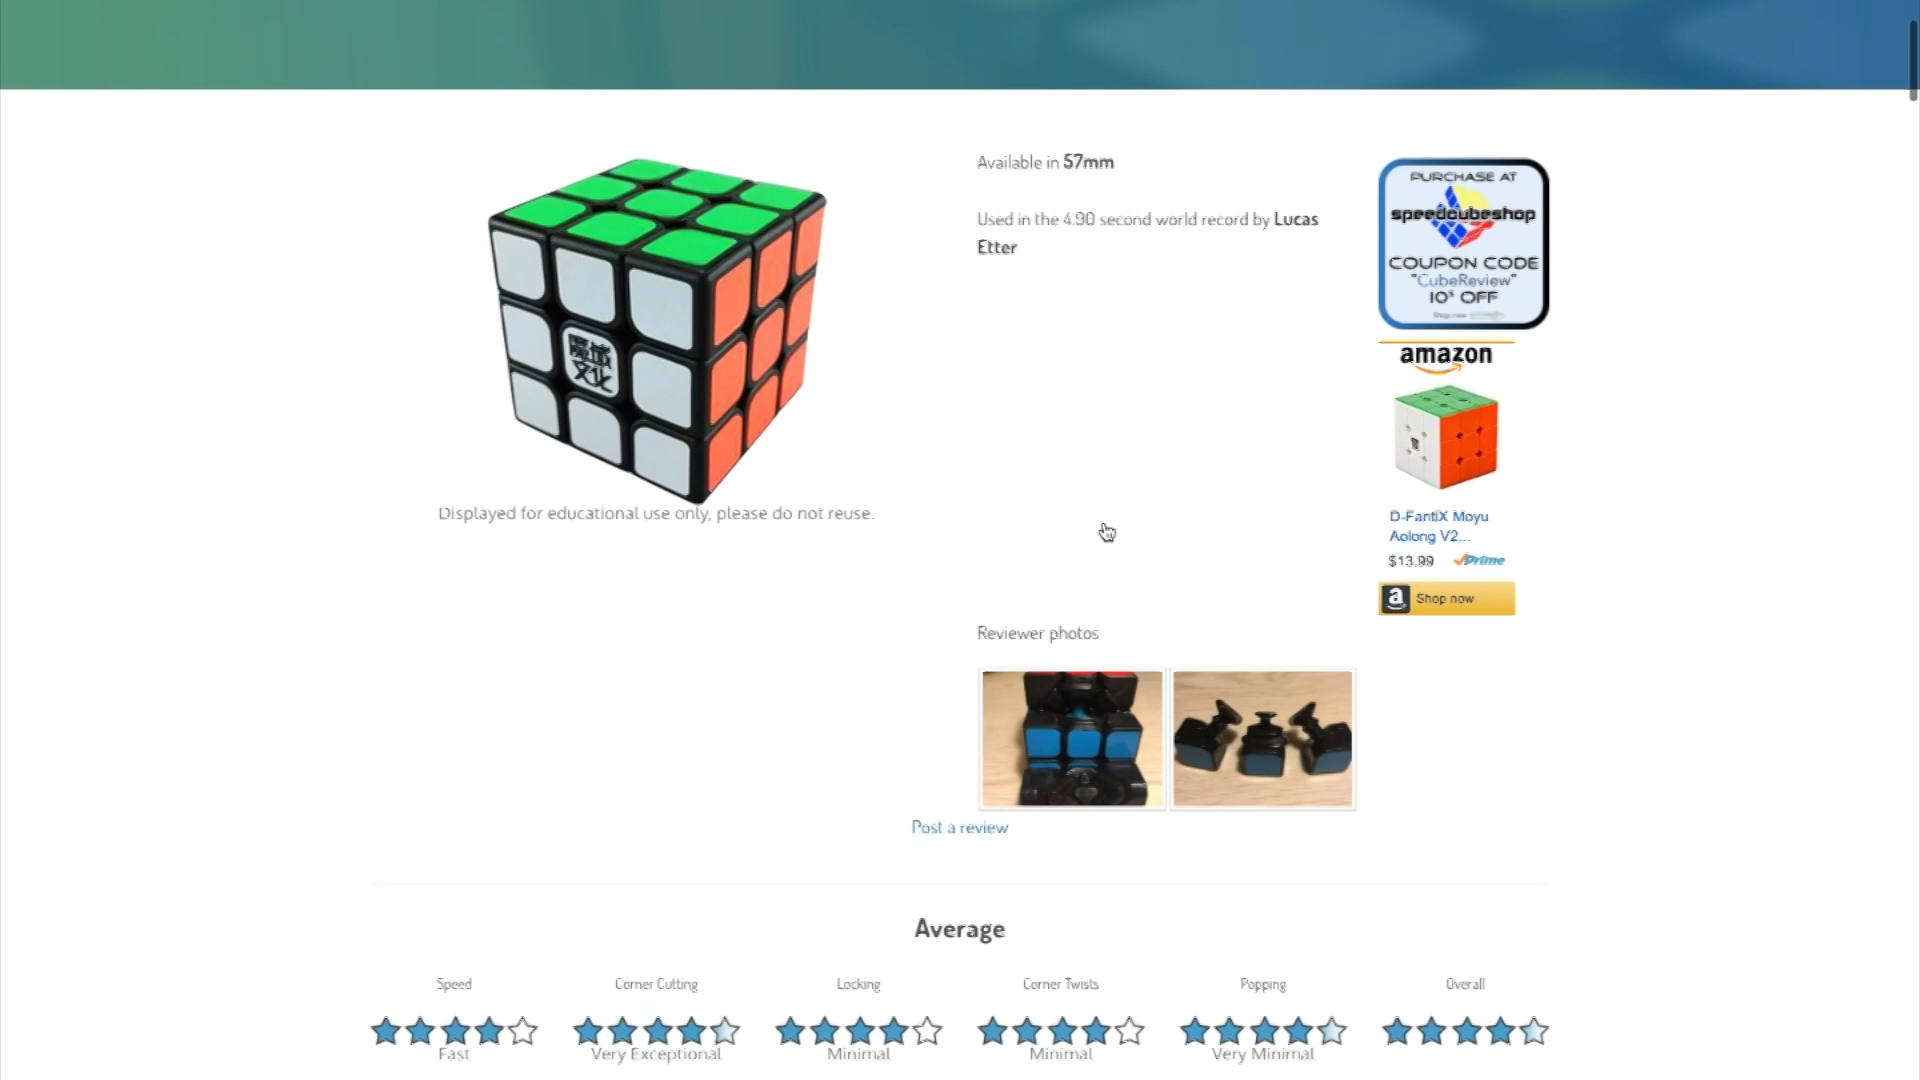 Available in 57mm
Used in the 4.90 second world record by Lucas
Etter
PURCHASE AT
speedcubeshop
COUPON CODE
"CubeReview"
10% OFF
Shop now
amazon
D-FantiX Moyu
Aolong V2...
$13.99 Prime
a Shop now
Displayed for educational use only, please do not reuse.
Reviewer photos
Post a review
Average
Speed Corner Cutting Locking Corner Twists Popping Overall
Fast Very Exceptional Minimal Minimal Very Minimal